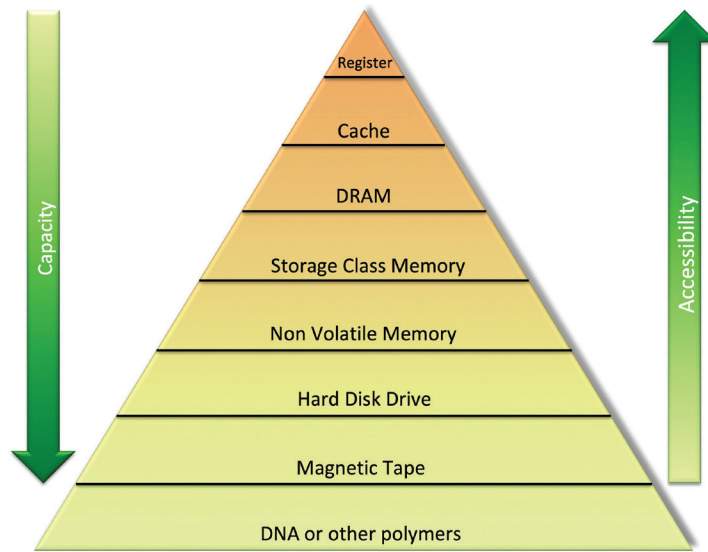 Register
Cache
DRAM
Storage Class Memory
Non Volatile Memory
Hard Disk Drive
Magnetic Tape
DNA or other polymers
Capacity
Accessibility